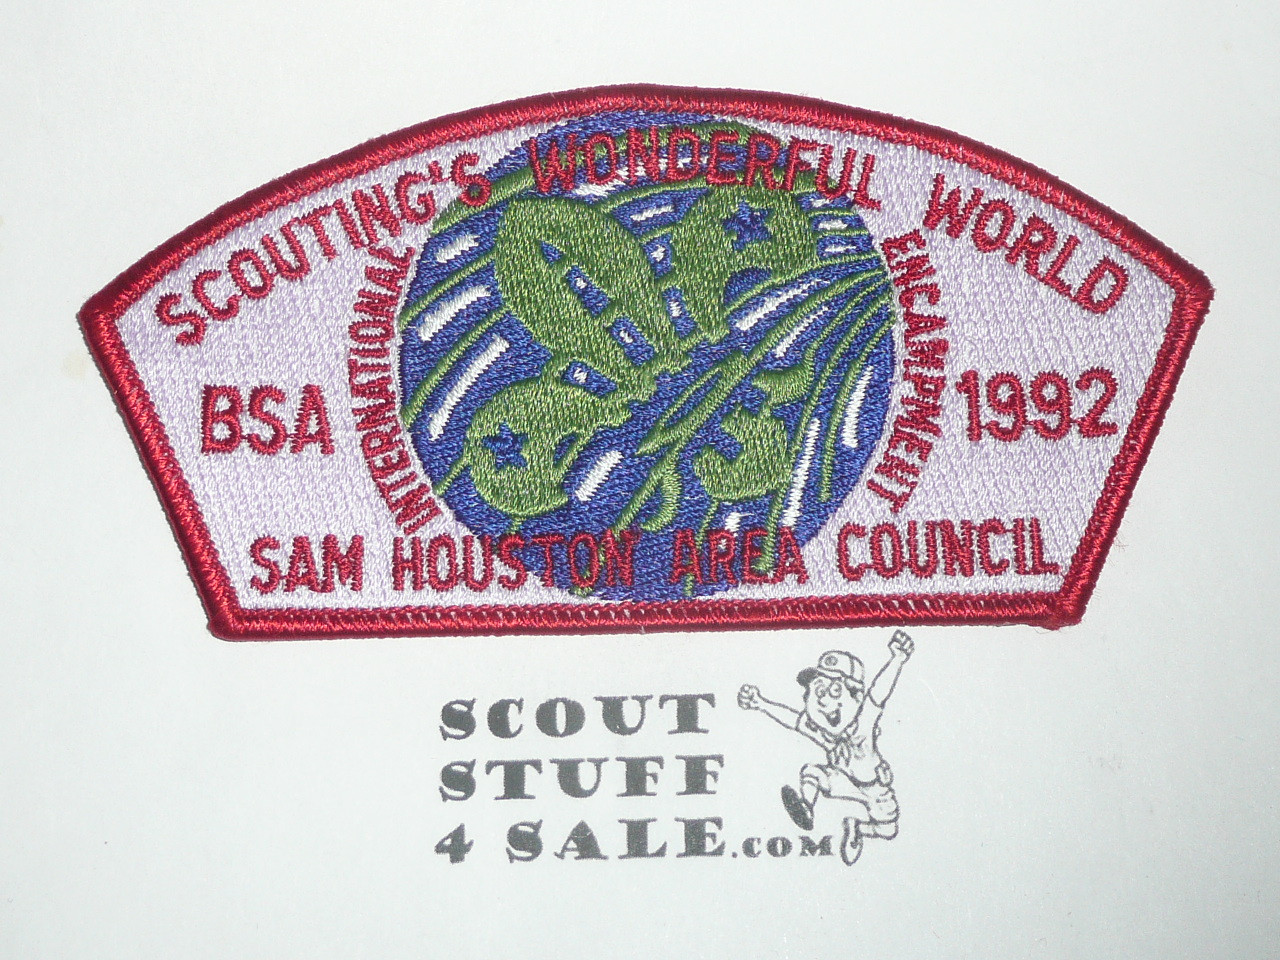 SCOUTING'S WONDERFUL WORLD
INTERNATIONAL ENCAMPMENT
BSA 1992
SAM HOUSTON AREA COUNCIL
SCOUT
STUFF
4 SALE.COM